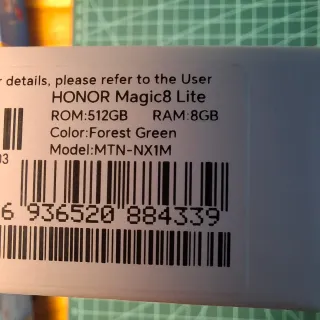 details, please refer to the User
HONOR Magic8 Lite
ROM:512GB RAM:8GB
Color:Forest Green
Model:MTN-NX1M
03
6 936520 884339